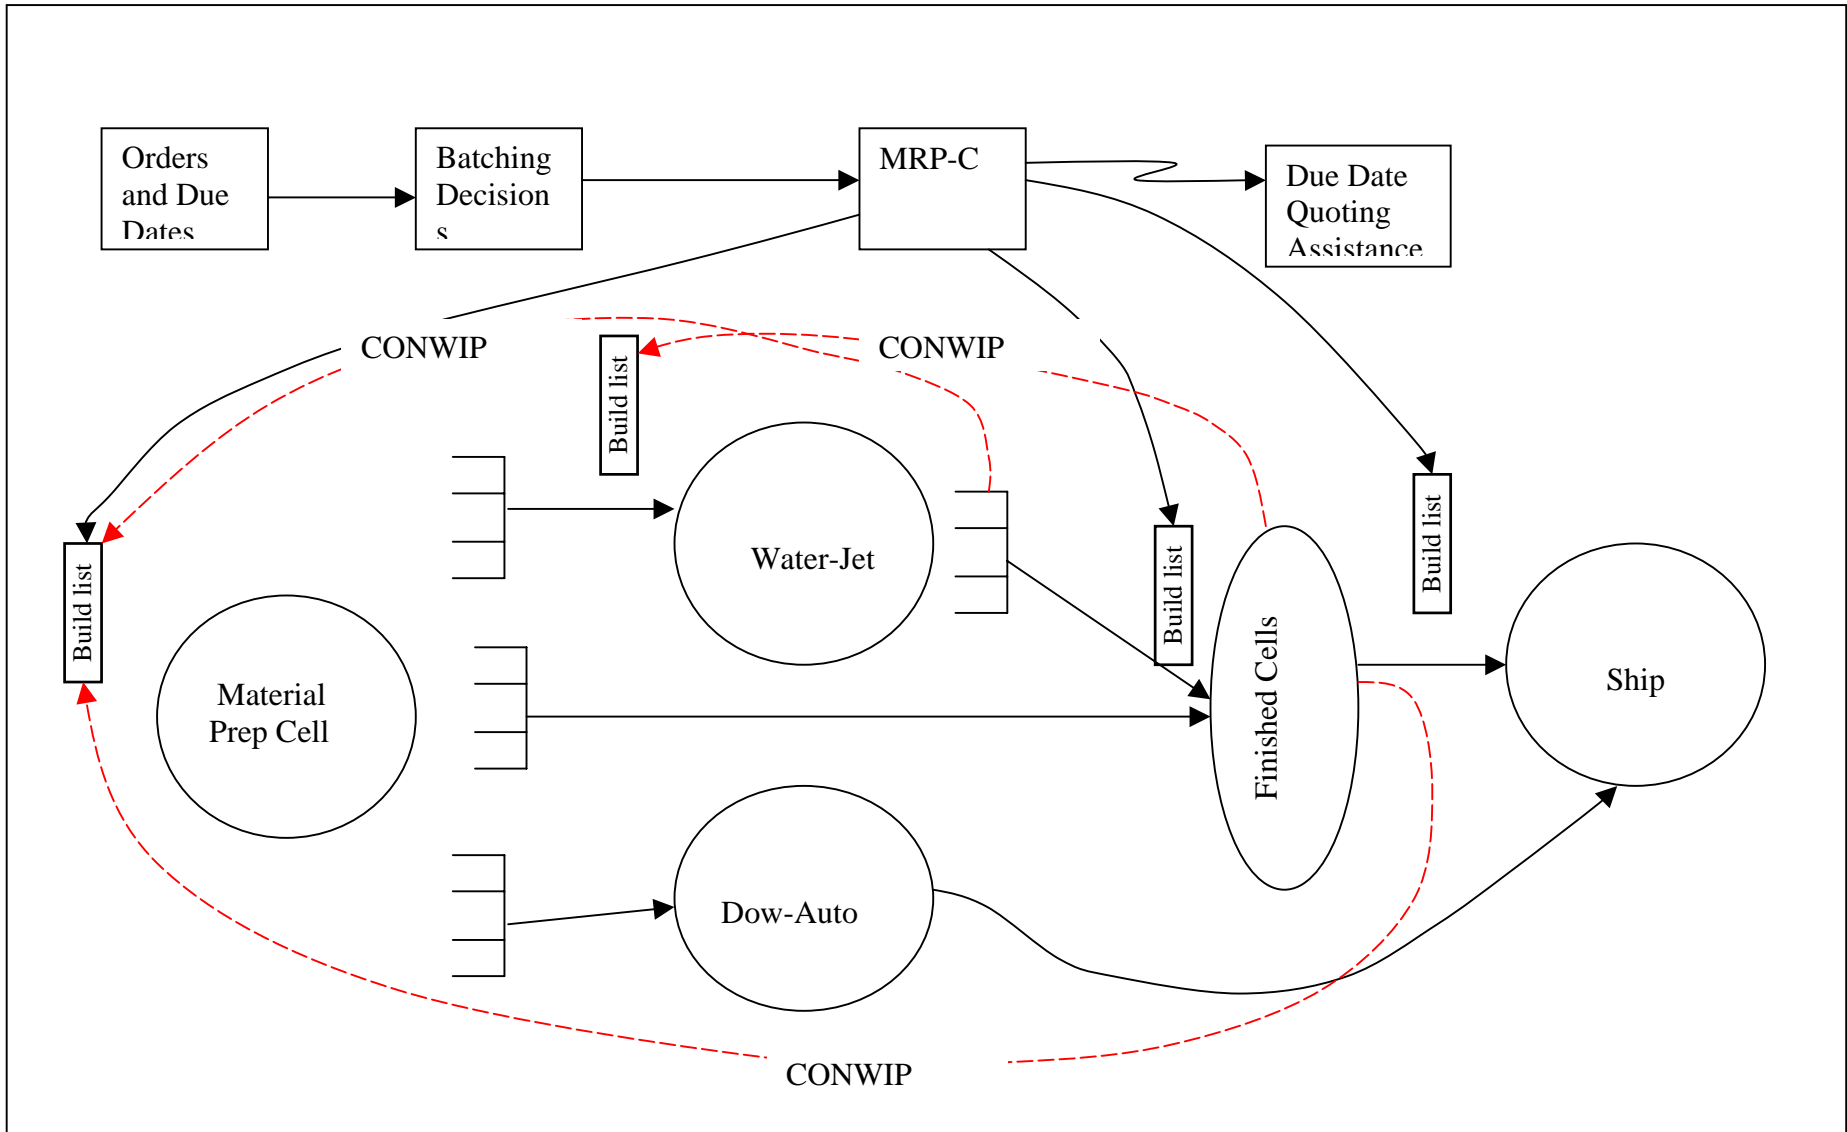 Orders
and Due
Dates
Batching
Decision
s
MRP-C
Due Date
Quoting
Assistance
CONWIP
CONWIP
Build list
Build list
Build list
Build list
Water-Jet
Material
Prep Cell
Finished Cells
Ship
Dow-Auto
CONWIP